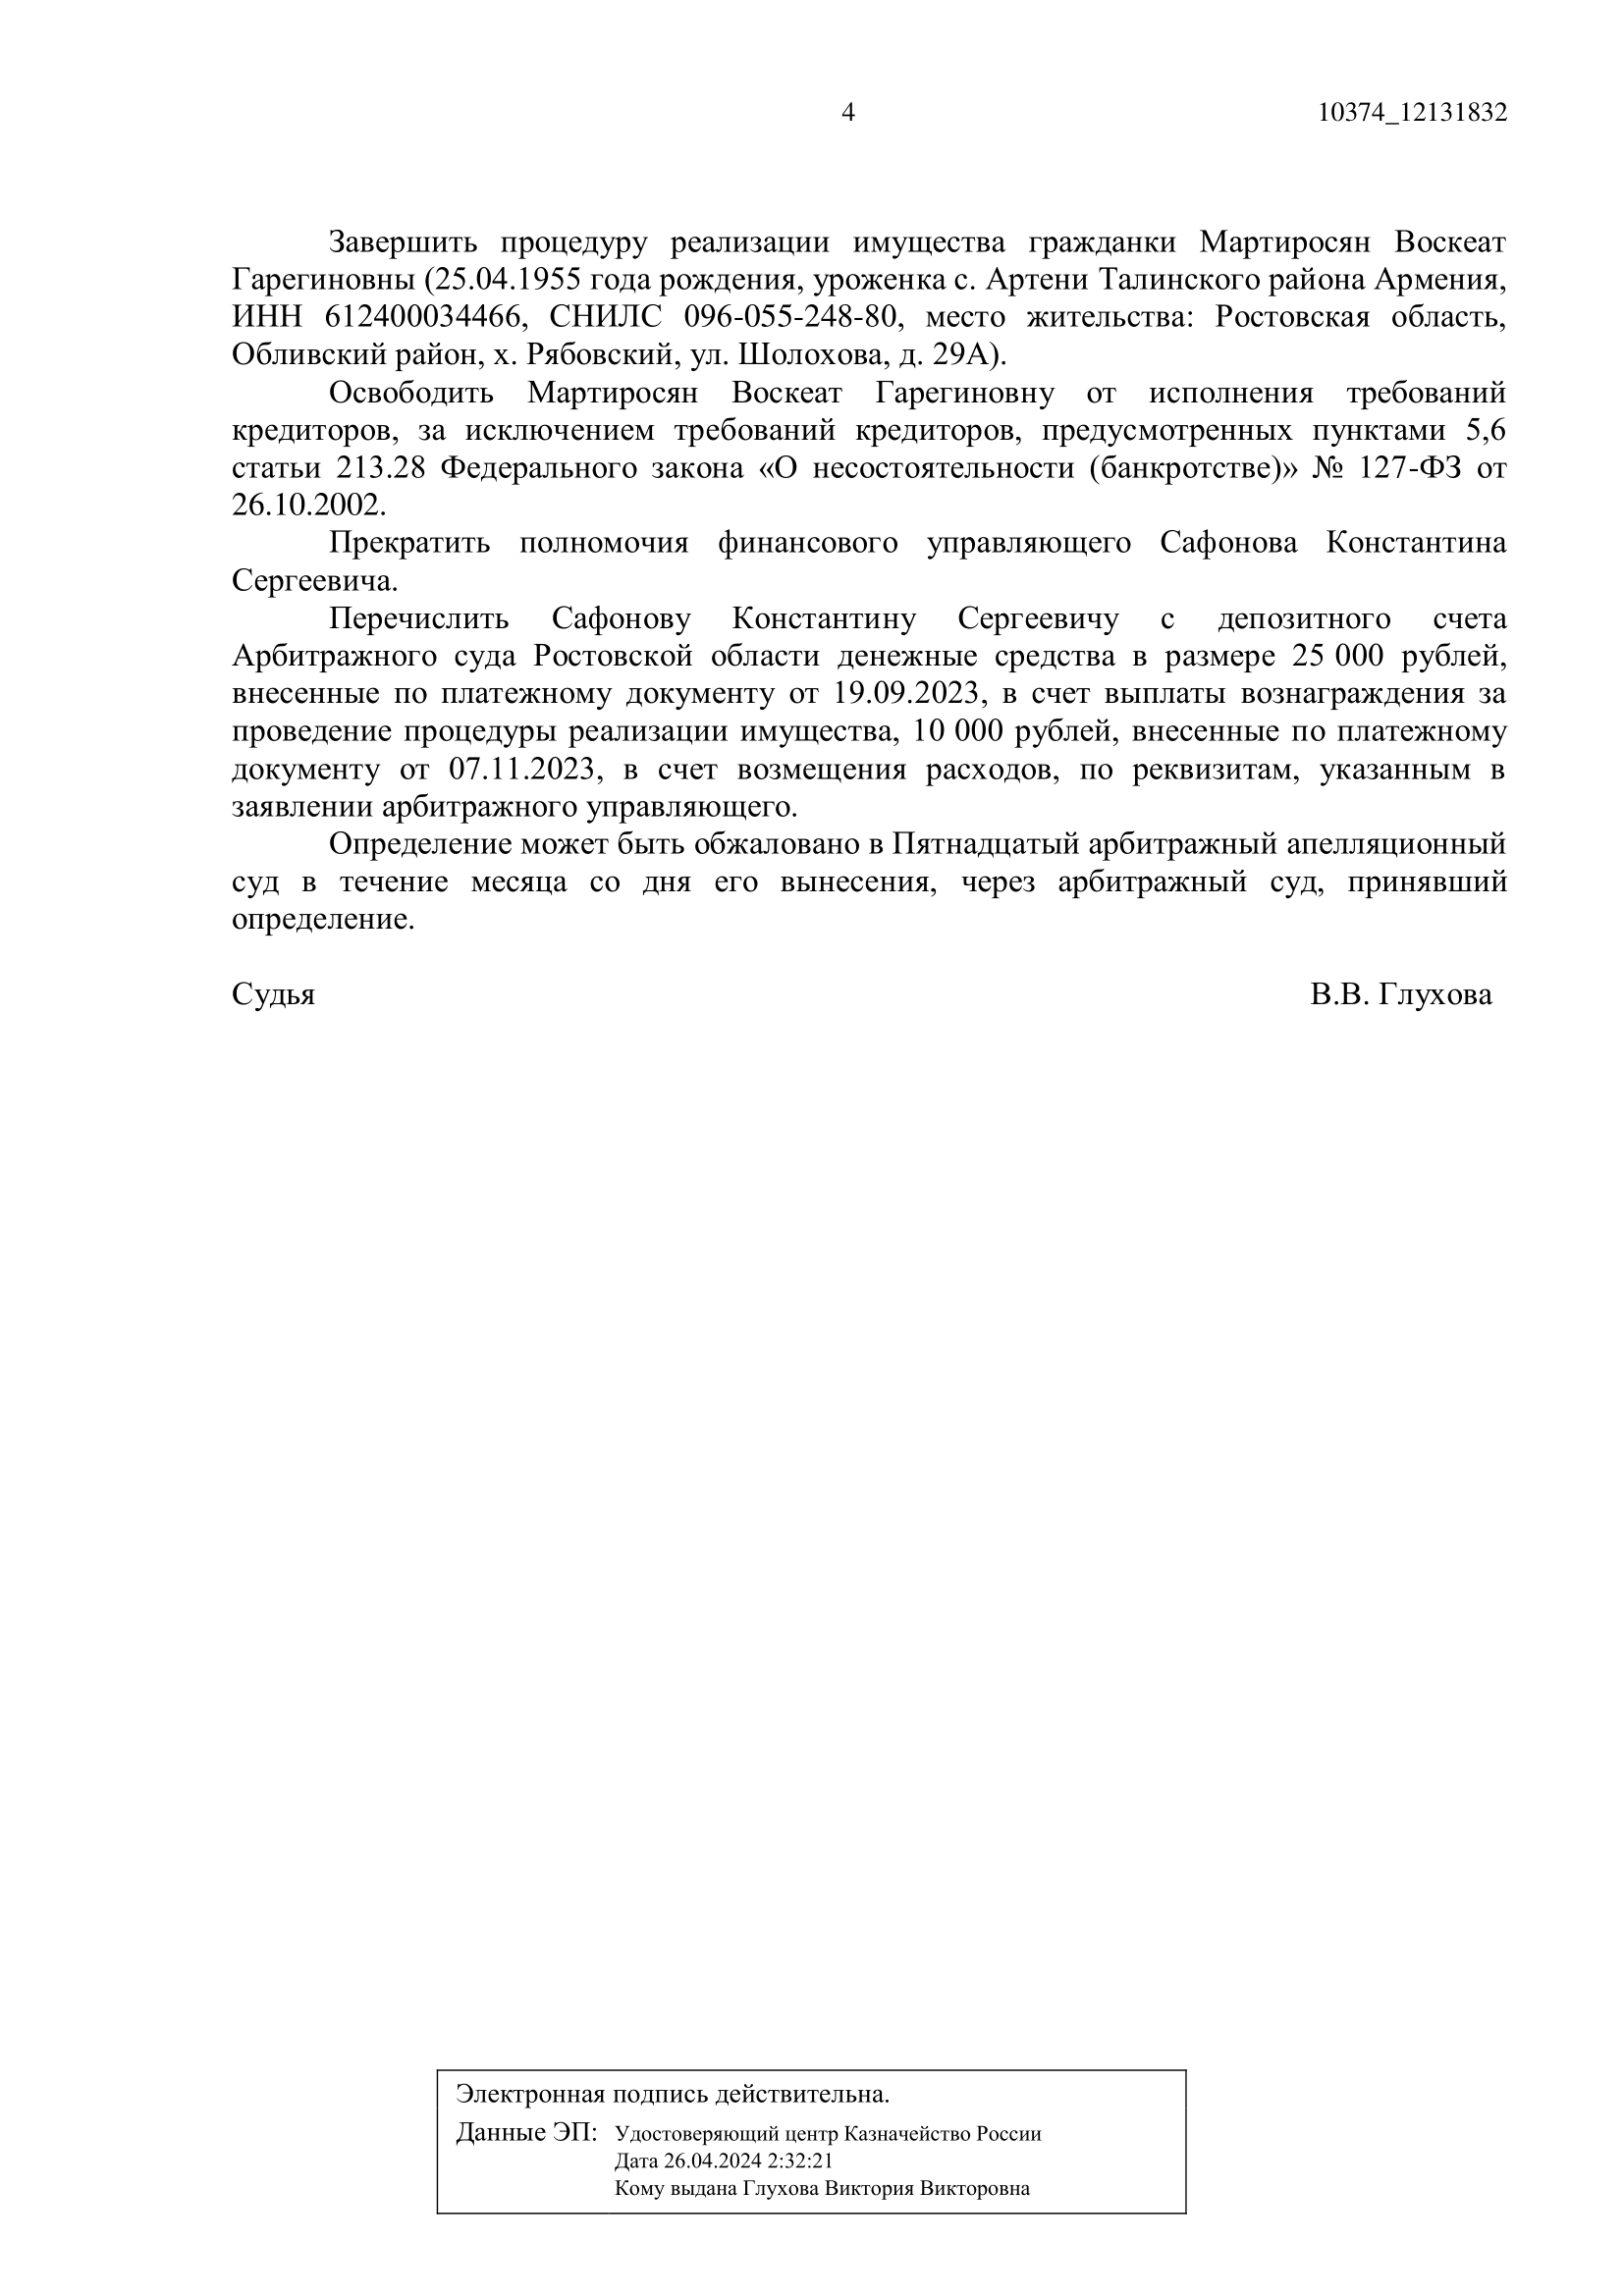 4
10374_12131832
Завершить процедуру реализации имущества гражданки Мартиросян Воскеат
Гарегиновны (25.04.1955 года рождения, уроженка с. Артени Талинского района Армения,
ИНН 612400034466, СНИЛС 096-055-248-80, место жительства: Ростовская область,
Обливский район, х. Рябовский, ул. Шолохова, д. 29А).
Освободить Мартиросян Воскеат Гарегиновну от исполнения требований
кредиторов, за исключением требований кредиторов, предусмотренных пунктами 5,6
статьи 213.28 Федерального закона «О несостоятельности (банкротстве)» № 127-ФЗ от
26.10.2002.
Прекратить полномочия финансового управляющего Сафонова Константина
Сергеевича.
Перечислить Сафонову Константину Сергеевичу с депозитного счета
Арбитражного суда Ростовской области денежные средства в размере 25 000 рублей,
внесенные по платежному документу от 19.09.2023, в счет выплаты вознаграждения за
проведение процедуры реализации имущества, 10 000 рублей, внесенные по платежному
документу от 07.11.2023, в счет возмещения расходов, по реквизитам, указанным в
заявлении арбитражного управляющего.
Определение может быть обжаловано в Пятнадцатый арбитражный апелляционный
суд в течение месяца со дня его вынесения, через арбитражный суд, принявший
определение.
Судья В.В. Глухова
Электронная подпись действительна.
Данные ЭП: Удостоверяющий центр Казначейство России
Дата 26.04.2024 2:32:21
Кому выдана Глухова Виктория Викторовна